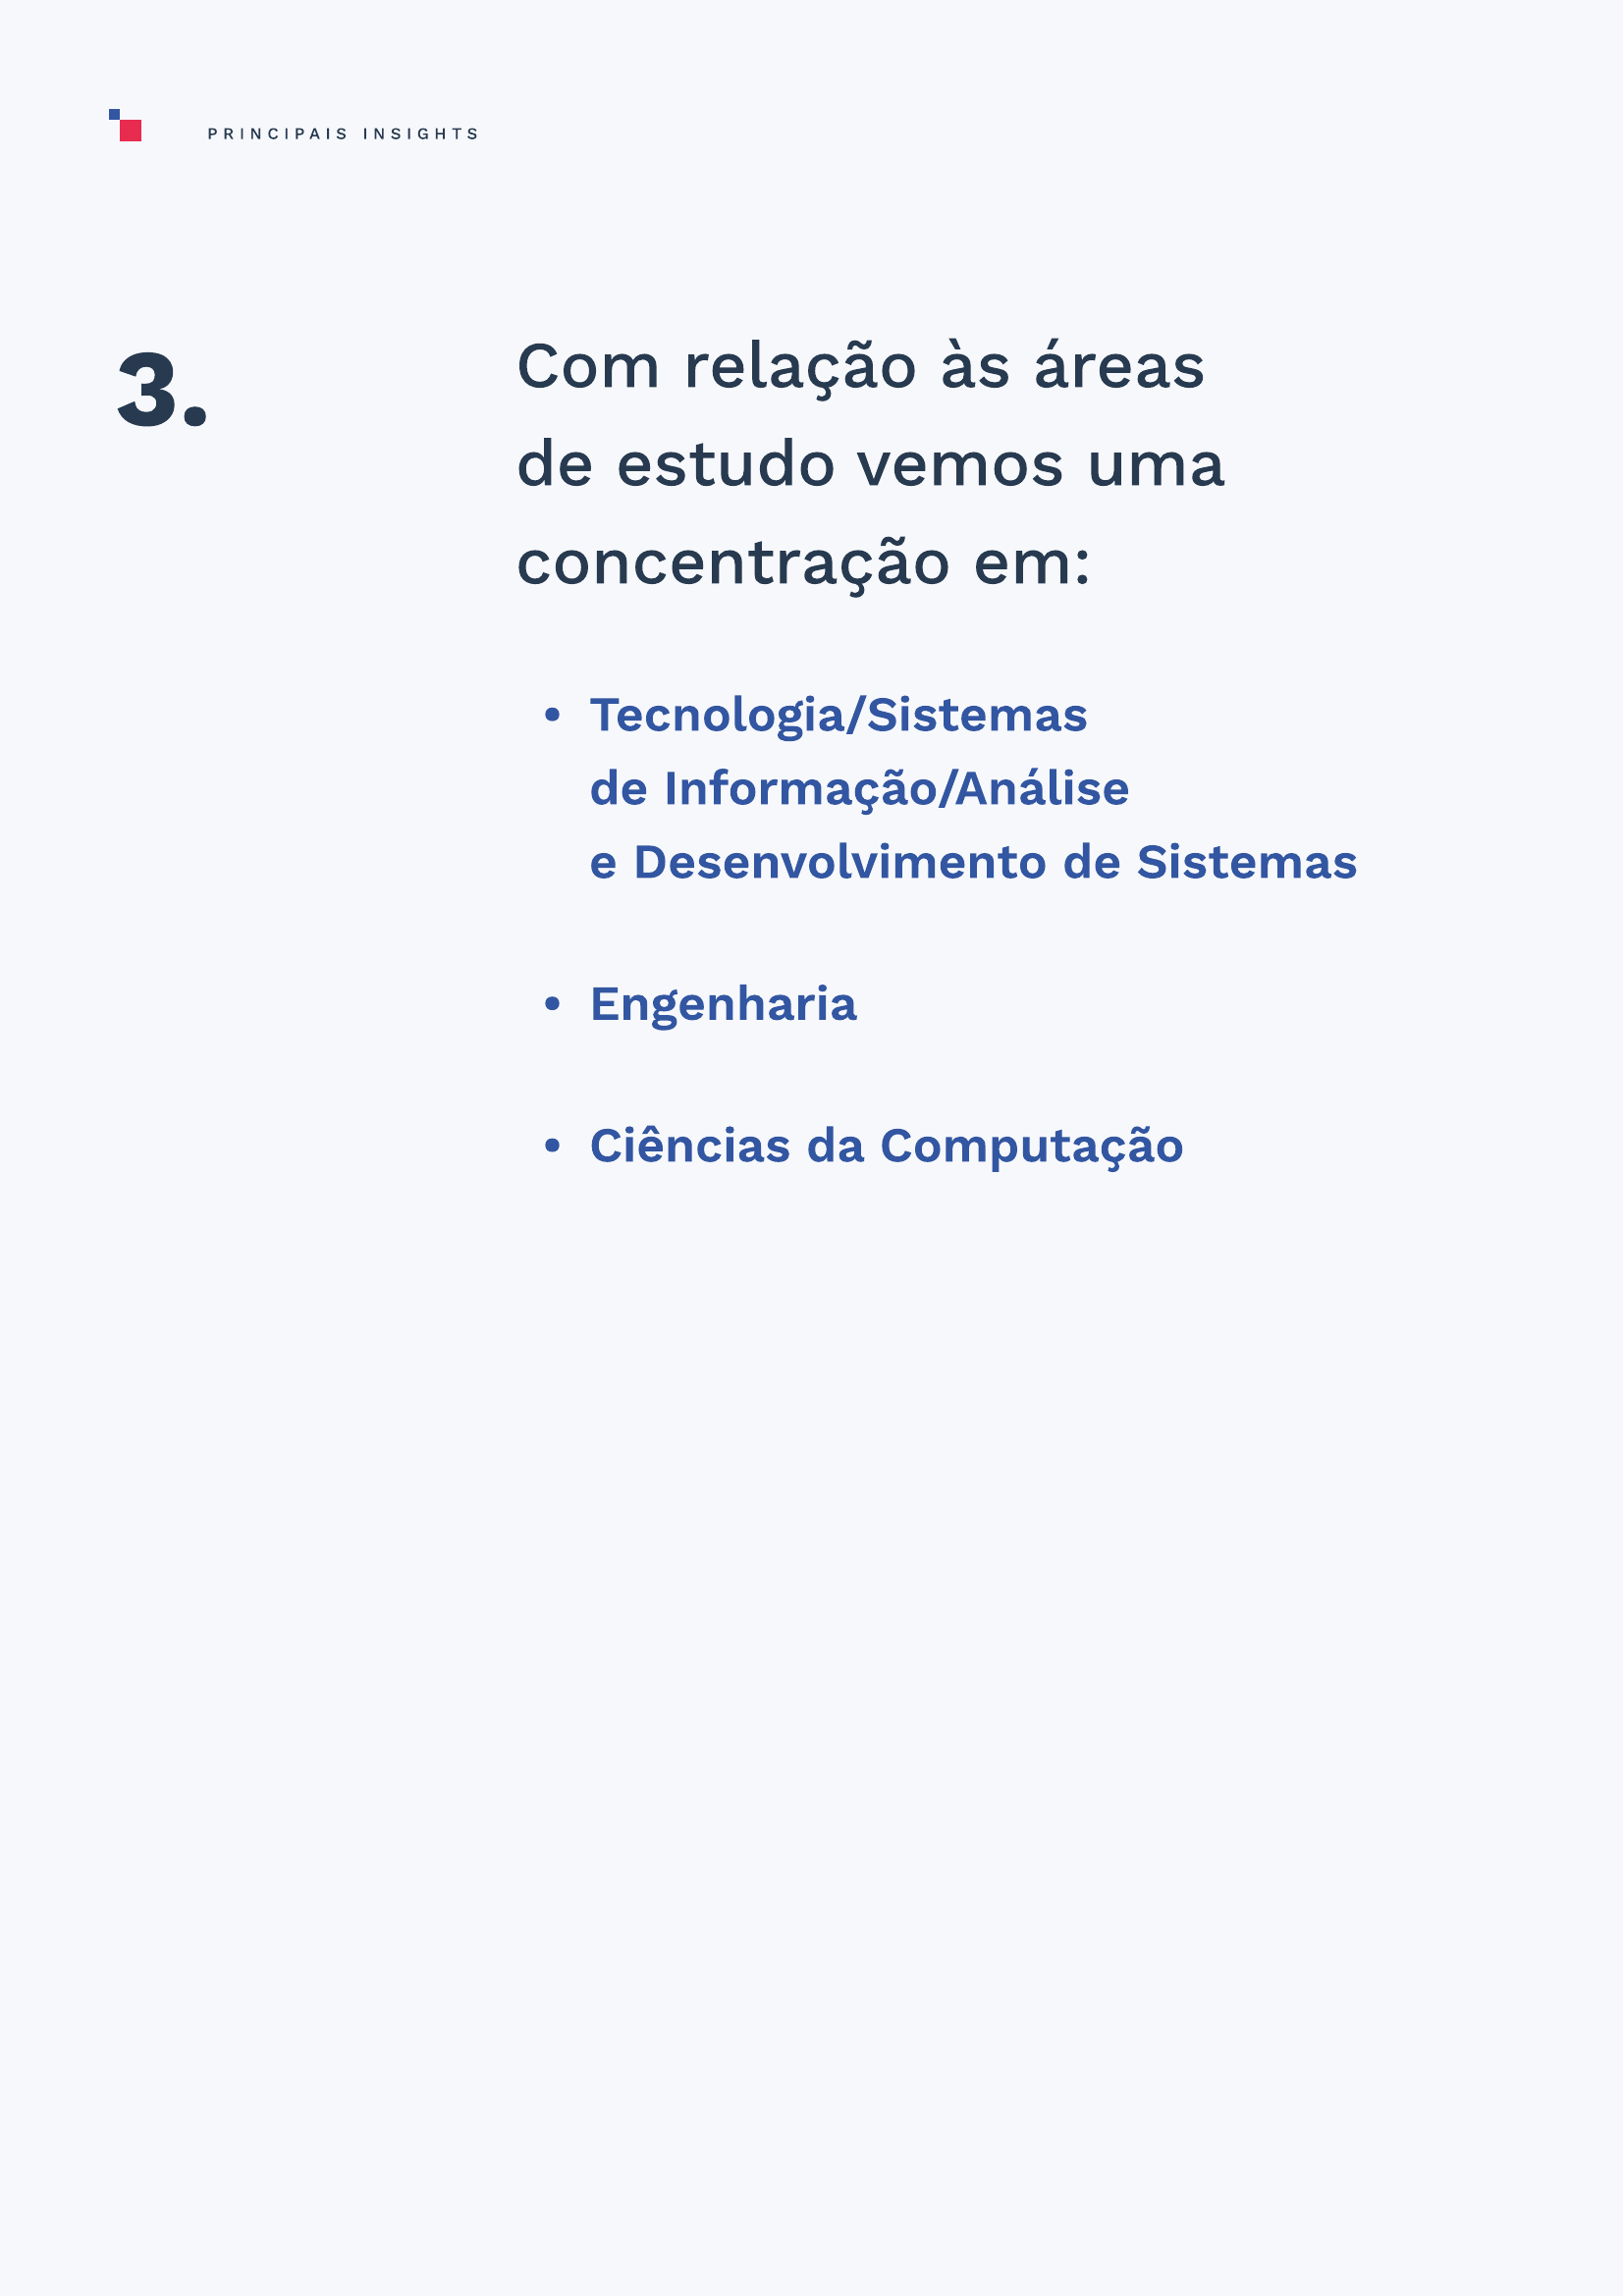 PRINCIPAIS INSIGHTS
3.
Com relação às áreas
de estudo vemos uma
concentração em:
• Tecnologia/Sistemas
de Informação/Análise
e Desenvolvimento de Sistemas
• Engenharia
• Ciências da Computação